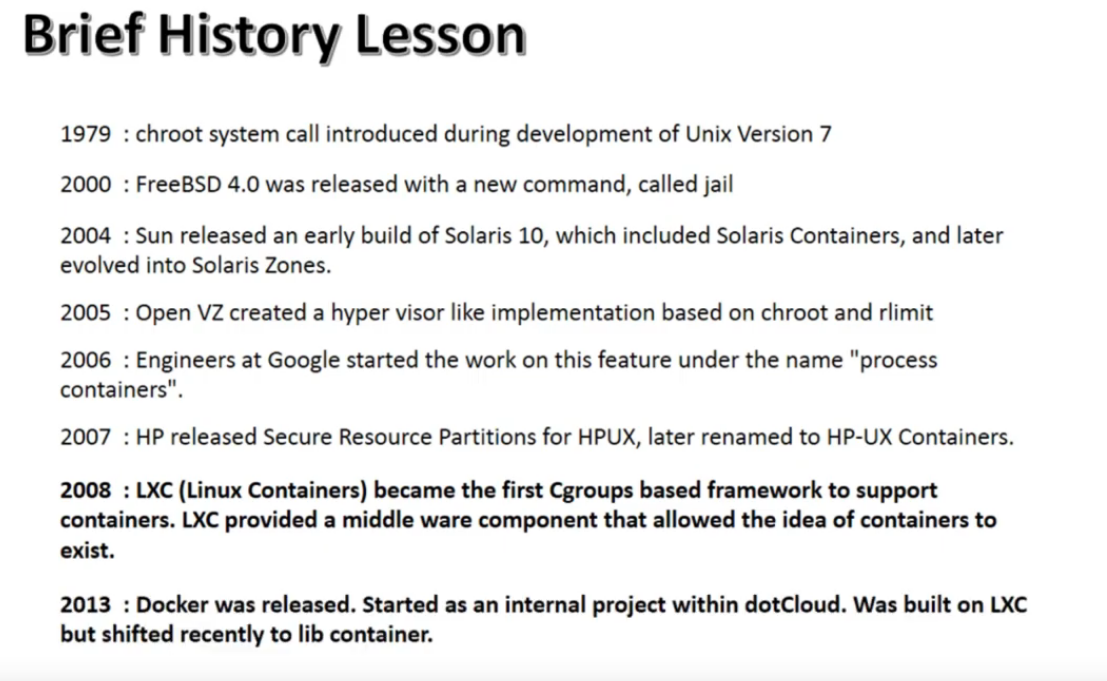 Brief History Lesson
1979 : chroot system call introduced during development of Unix Version 7
2000 : FreeBSD 4.0 was released with a new command, called jail
2004 : Sun released an early build of Solaris 10, which included Solaris Containers, and later
evolved into Solaris Zones.
2005 : Open VZ created a hyper visor like implementation based on chroot and rlimit
2006 : Engineers at Google started the work on this feature under the name "process
containers".
2007 : HP released Secure Resource Partitions for HPUX, later renamed to HP-UX Containers.
2008 : LXC (Linux Containers) became the first Cgroups based framework to support
containers. LXC provided a middle ware component that allowed the idea of containers to
exist.
2013 : Docker was released. Started as an internal project within dotCloud. Was built on LXC
but shifted recently to lib container.